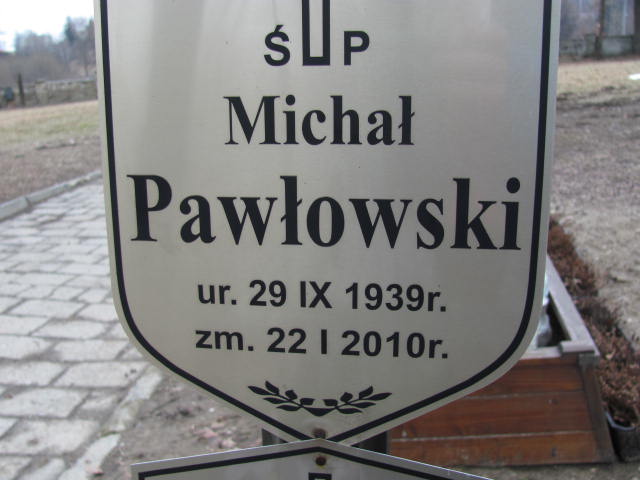 Ś P
Michał
Pawłowski
ur. 29 IX 1939r.
zm. 22 I 2010r.